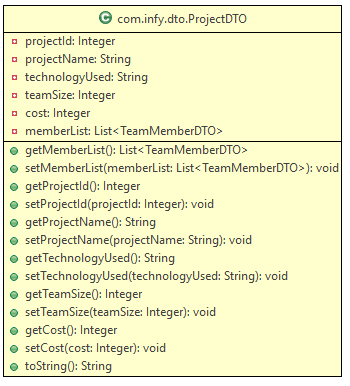 C com.infy.dto.ProjectDTO
projectId: Integer
projectName: String
technologyUsed: String
teamSize: Integer
cost: Integer
memberList: List<TeamMemberDTO>
getMemberList(): List<TeamMemberDTO>
setMemberList(memberList: List<TeamMemberDTO>): void
getProjectId(): Integer
setProjectId(projectId: Integer): void
getProjectName(): String
setProjectName(projectName: String): void
getTechnologyUsed(): String
setTechnologyUsed(technologyUsed: String): void
getTeamSize(): Integer
setTeamSize(teamSize: Integer): void
getCost(): Integer
setCost(cost: Integer): void
toString(): String